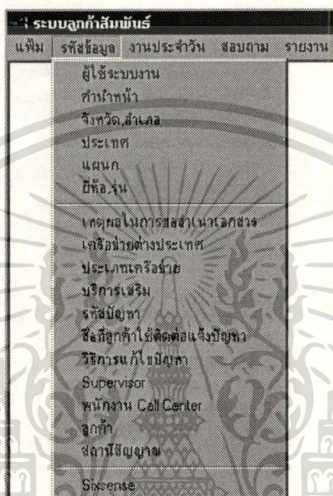 ระบบลูกค้าสัมพันธ์
แฟ้ม รหัสข้อมูล งานประจำวัน สอบถาม รายงาน
ผู้ใช้ระบบงาน
คำนำหน้า
จังหวัด,อำเภอ
ประเทศ
แผนก
ยี่ห้อ,รุ่น
เหตุผลในการขอสำเนาเอกสาร
เครือข่ายต่างประเทศ
ประเภทเครือข่าย
บริการเสริม
รหัสปัญหา
สื่อที่ลูกค้าใช้ติดต่อแจ้งปัญหา
วิธีการแก้ไขปัญหา
Supervisor
พนักงาน Call Center
ลูกค้า
สถานีสัญญาณ
Sixsense